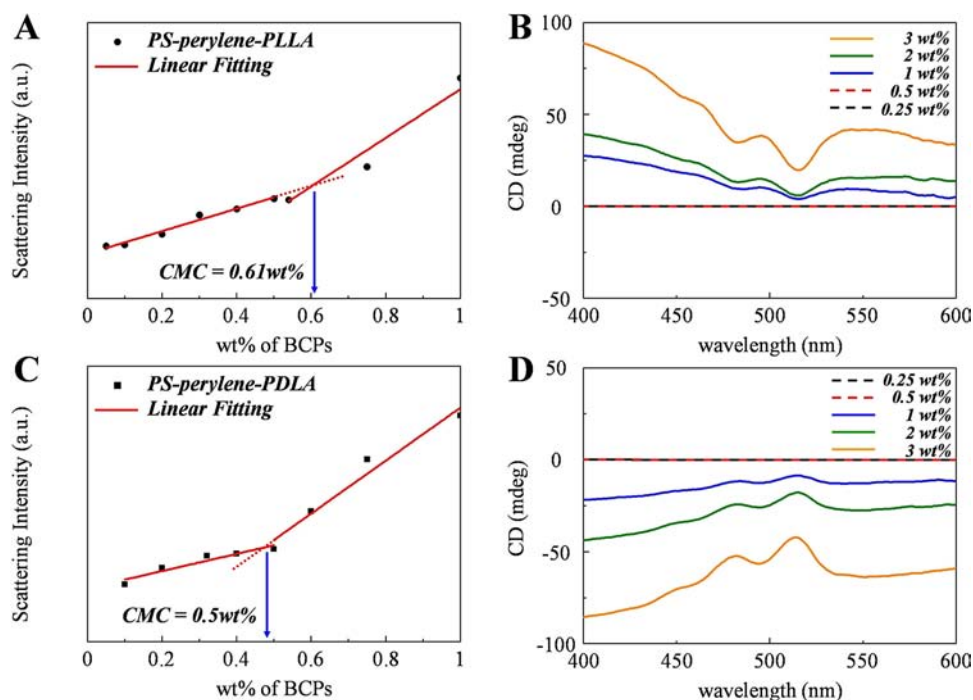 A
PS-perylene-PLLA
Linear Fitting
Scattering Intensity (a.u.)
CMC = 0.61wt%
0 0.2 0.4 0.6 0.8 1
wt% of BCPs
B
3 wt%
2 wt%
1 wt%
0.5 wt%
0.25 wt%
100
50
0
-50
CD (mdeg)
400 450 500 550 600
wavelength (nm)
C
PS-perylene-PDLA
Linear Fitting
Scattering Intensity (a.u.)
CMC = 0.5wt%
0 0.2 0.4 0.6 0.8 1
wt% of BCPs
D
0.25 wt%
0.5 wt%
1 wt%
2 wt%
3 wt%
50
0
-50
-100
CD (mdeg)
400 450 500 550 600
wavelength (nm)